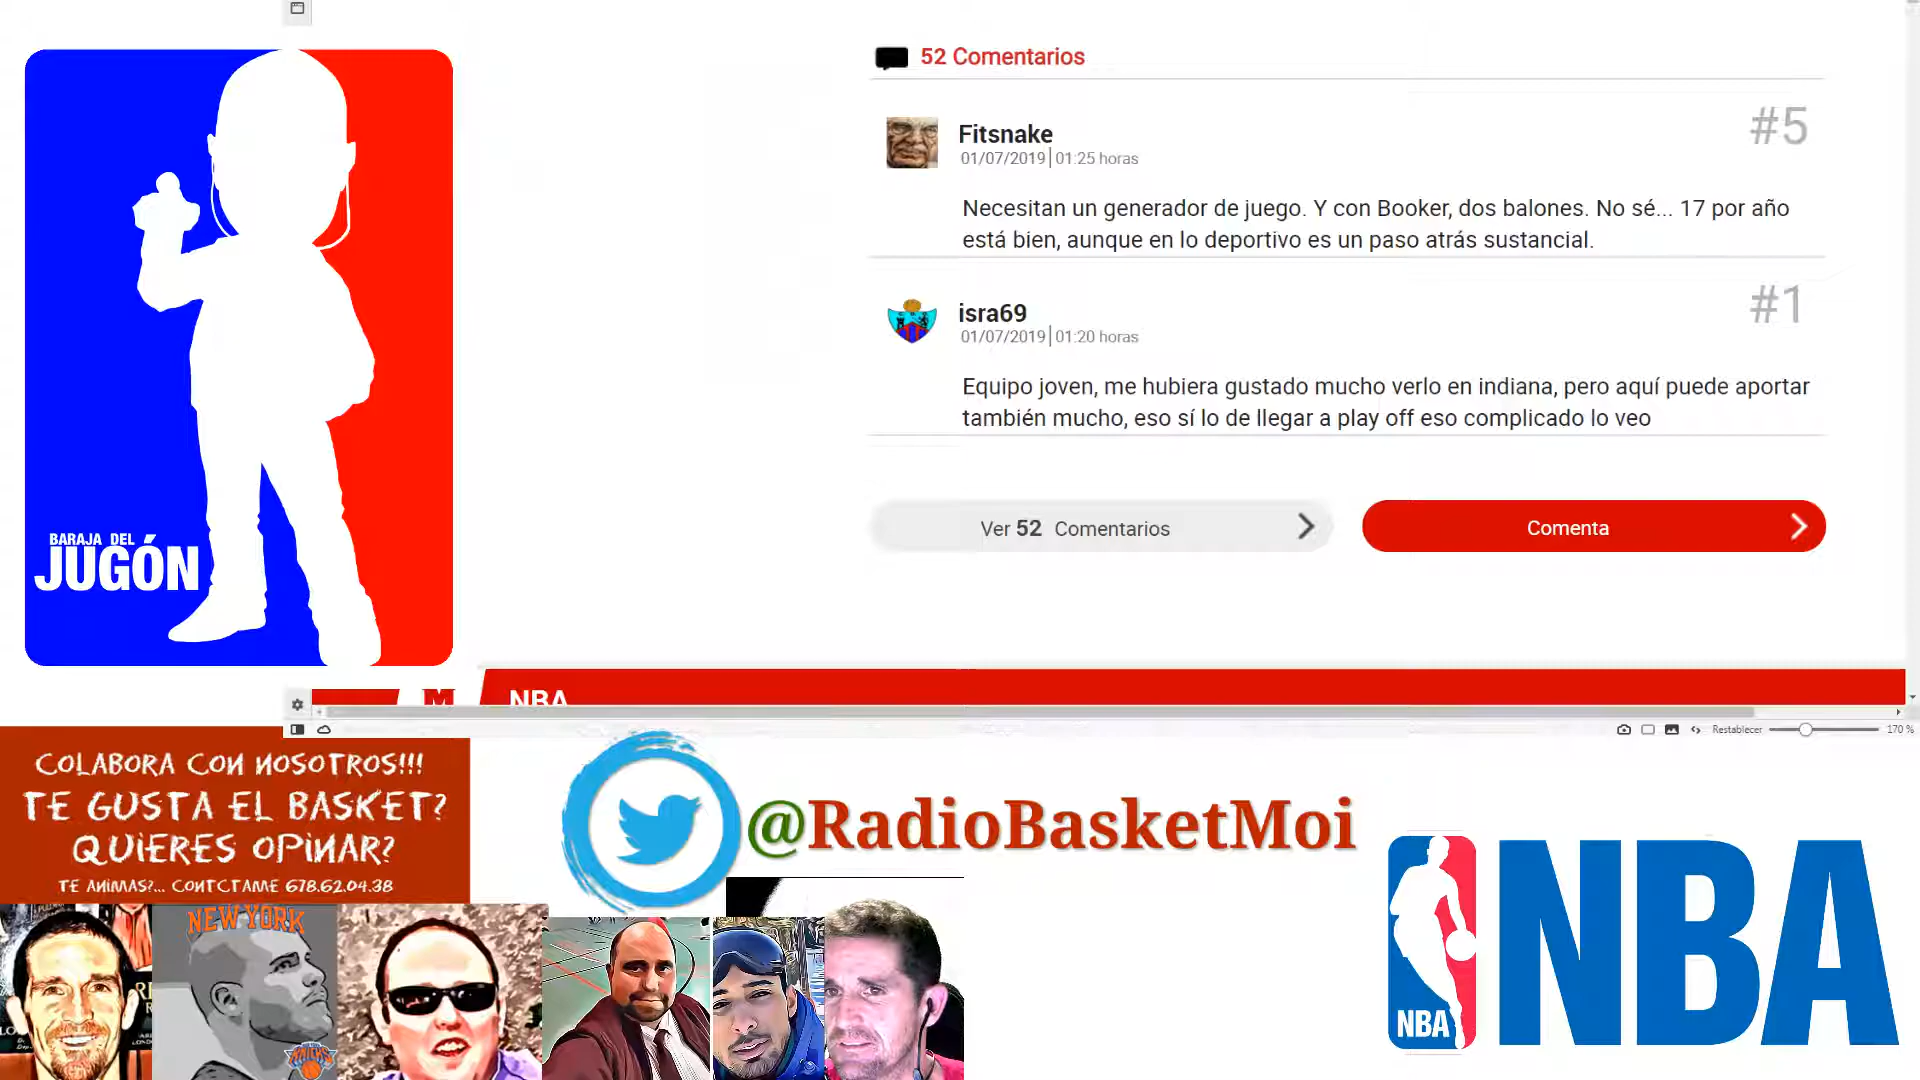 52 Comentarios
Fitsnake
#5
01/07/2019 | 01:25 horas
Necesitan un generador de juego. Y con Booker, dos balones. No sé... 17 por año
está bien, aunque en lo deportivo es un paso atrás sustancial.
isra69
#1
01/07/2019 | 01:20 horas
Equipo joven, me hubiera gustado mucho verlo en indiana, pero aquí puede aportar
también mucho, eso sí lo de llegar a play off eso complicado lo veo
Ver 52 Comentarios
Comenta
BARAJA DEL
JUGÓN
M
NBA
Restablecer
170 %
COLABORA CON NOSOTROS!!!
TE GUSTA EL BASKET?
QUIERES OPINAR?
TE ANIMAS?... CONTCTAME 678.62.04.38
@RadioBasketMoi
NEW YORK
KNICKS
NBA
NBA